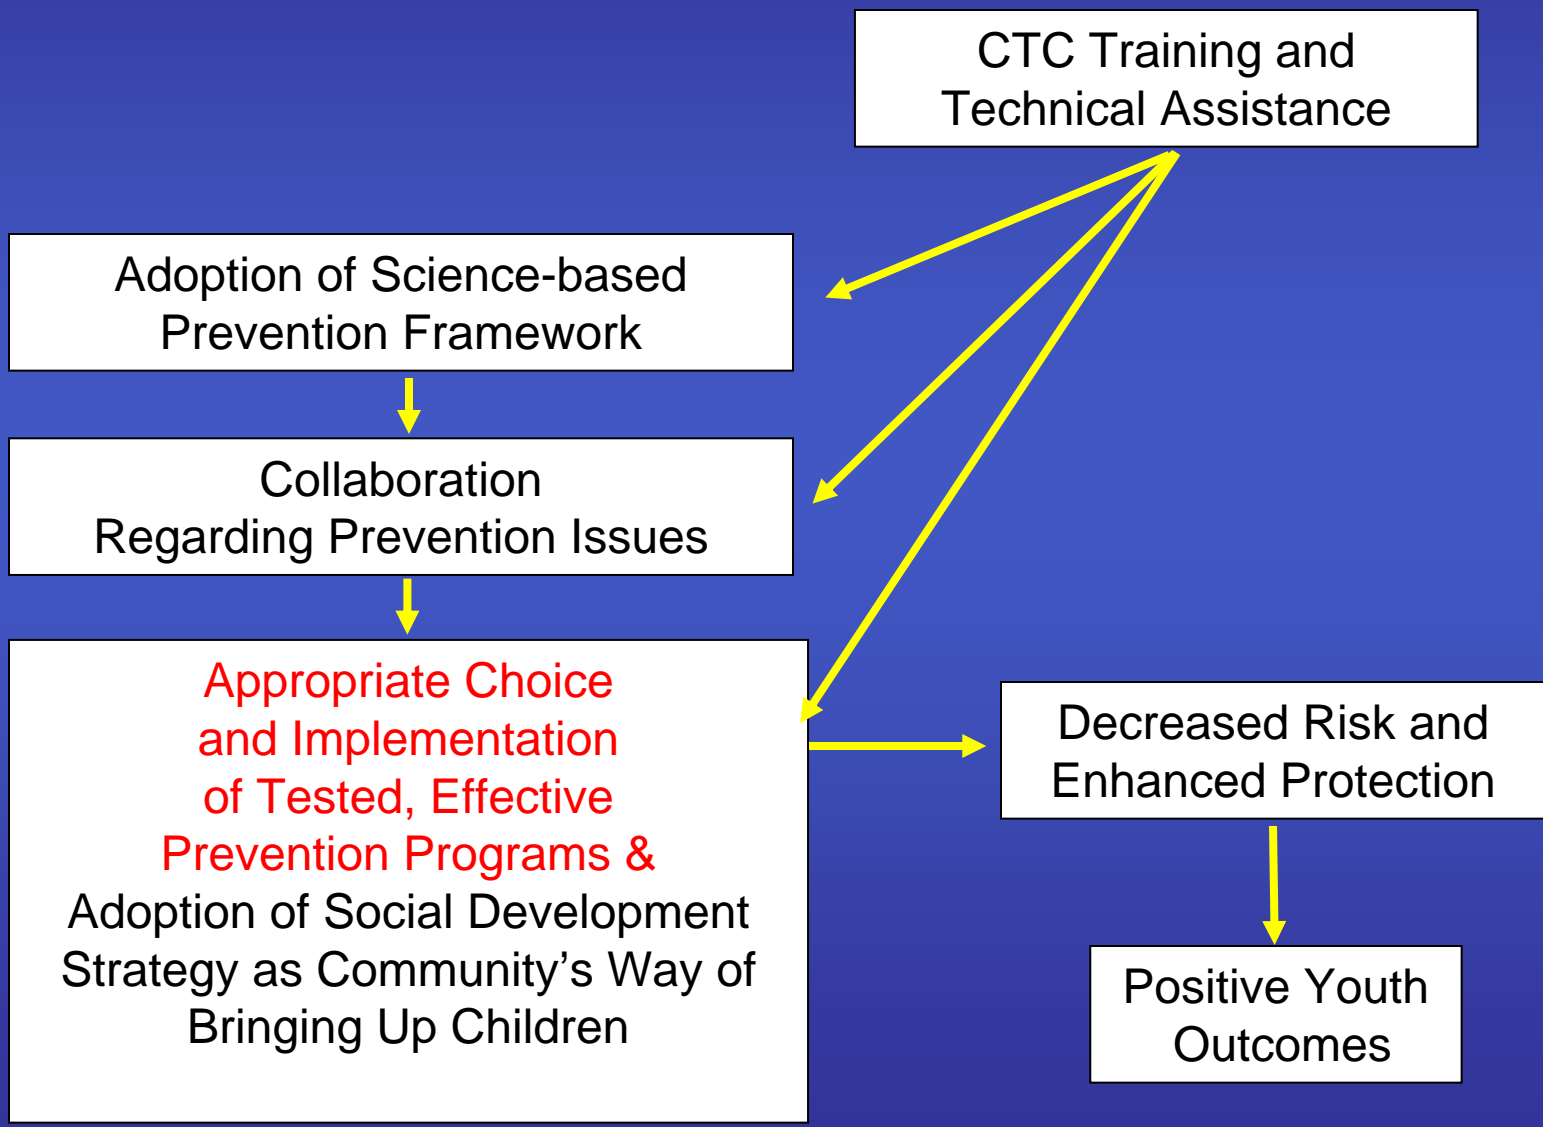 CTC Training and
Technical Assistance
Adoption of Science-based
Prevention Framework
Collaboration
Regarding Prevention Issues
Appropriate Choice
and Implementation
of Tested, Effective
Prevention Programs &
Adoption of Social Development
Strategy as Community’s Way of
Bringing Up Children
Decreased Risk and
Enhanced Protection
Positive Youth
Outcomes